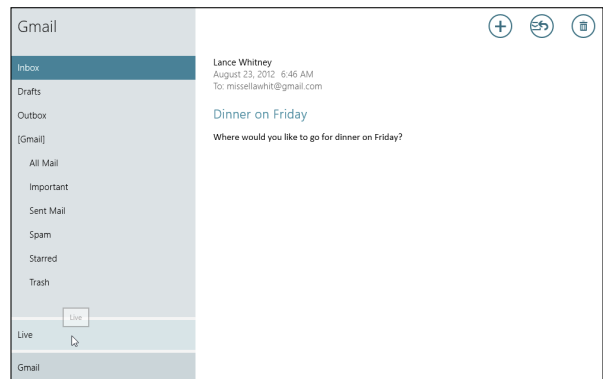 Gmail
Inbox
Drafts
Outbox
[Gmail]
All Mail
Important
Sent Mail
Spam
Starred
Trash
Live
Live
Gmail
Lance Whitney
August 23, 2012 6:46 AM
To: missellawhit@gmail.com
Dinner on Friday
Where would you like to go for dinner on Friday?